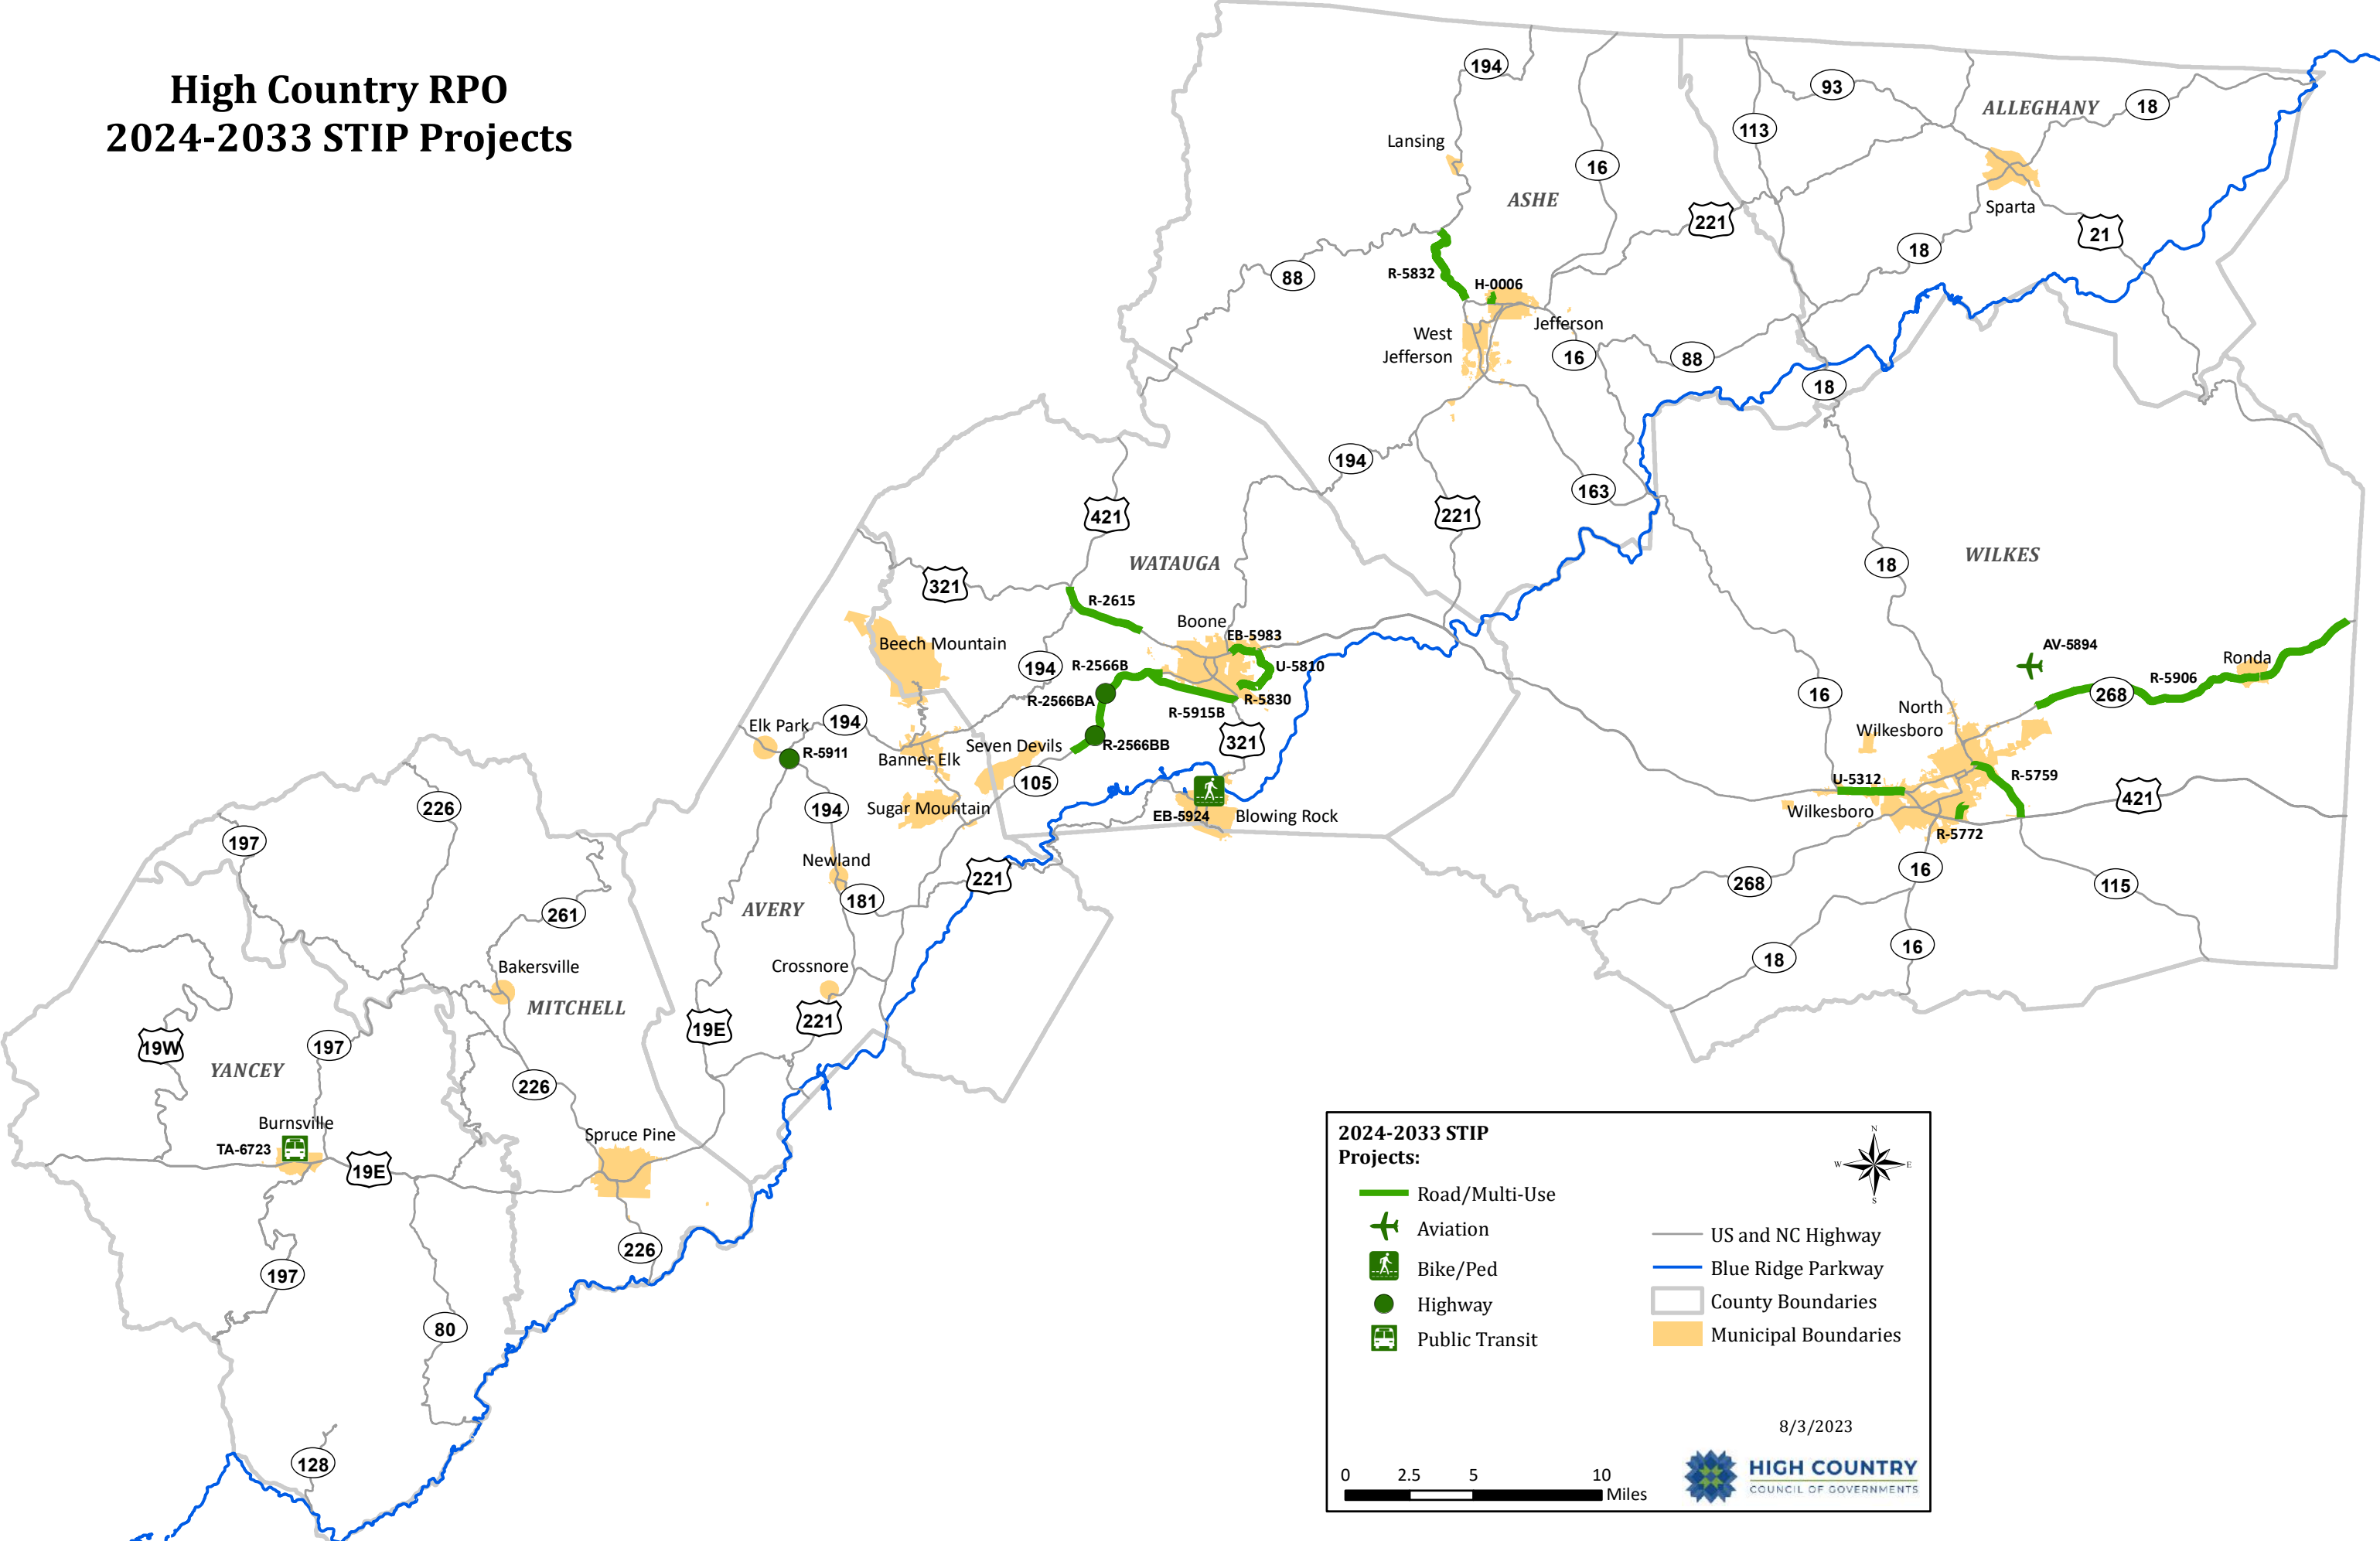 High Country RPO
2024-2033 STIP Projects
194
93
ALLEGHANY
18
113
Lansing
16
ASHE
221
Sparta
21
18
88
R-5832
H-0006
West
Jefferson
Jefferson
16
88
18
194
163
221
421
WATAUGA
321
18
WILKES
R-2615
Boone
EB-5983
Beech Mountain
194
R-2566B
U-5810
AV-5894
Ronda
R-2566BA
R-5830
R-5915B
16
268
R-5906
North
Wilkesboro
Elk Park
194
R-5911
Banner Elk
Seven Devils
R-2566BB
321
105
U-5312
R-5759
421
226
194
Sugar Mountain
EB-5924
Blowing Rock
Wilkesboro
R-5772
197
Newland
221
181
16
268
115
261
AVERY
16
18
Bakersville
Crossnore
MITCHELL
19E
221
19W
197
YANCEY
226
Burnsville
TA-6723
19E
Spruce Pine
226
197
80
128
2024-2033 STIP
Projects:
N
W
E
S
Road/Multi-Use
Aviation
Bike/Ped
Highway
Public Transit
US and NC Highway
Blue Ridge Parkway
County Boundaries
Municipal Boundaries
8/3/2023
0 2.5 5 10
Miles
HIGH COUNTRY
COUNCIL OF GOVERNMENTS